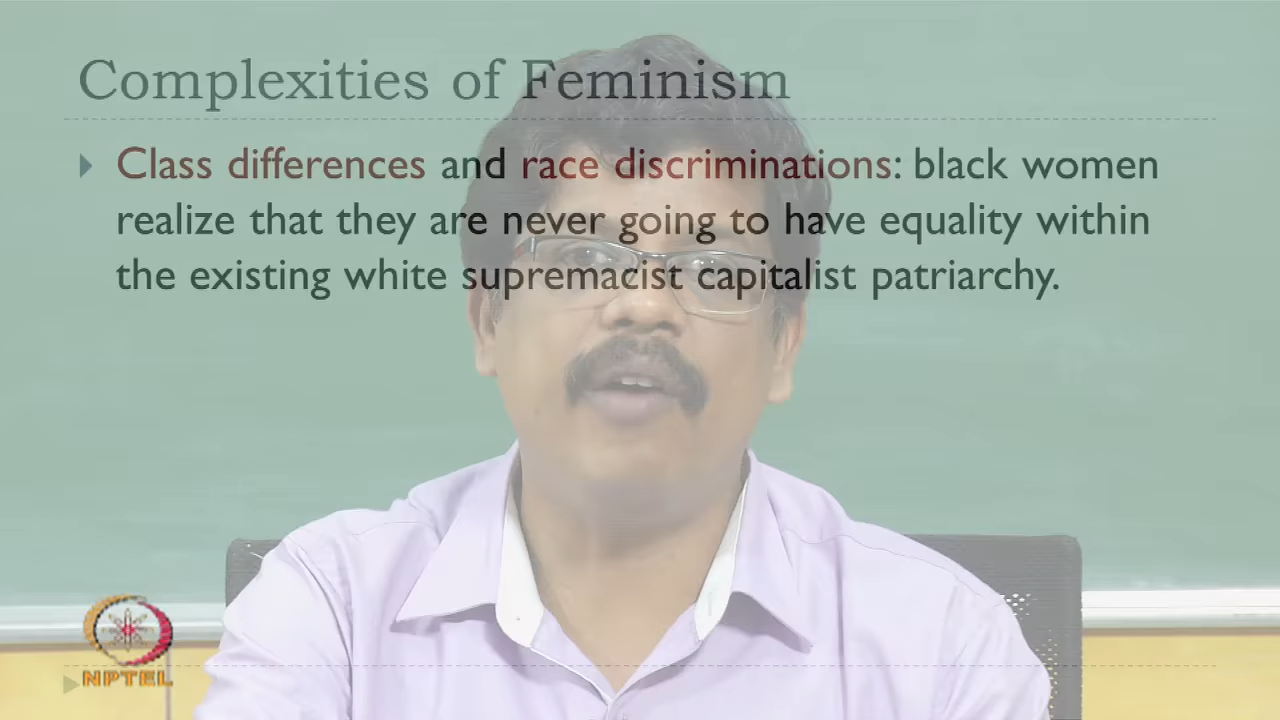 Complexities of Feminism
Class differences and race discriminations: black women
realize that they are never going to have equality within
the existing white supremacist capitalist patriarchy.
NPTEL